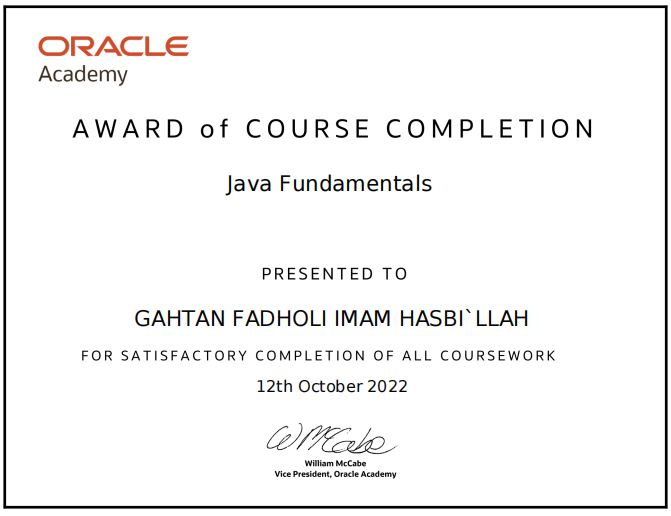 ORACLE
Academy
AWARD of COURSE COMPLETION
Java Fundamentals
PRESENTED TO
GAHTAN FADHOLI IMAM HASBI`LLAH
FOR SATISFACTORY COMPLETION OF ALL COURSEWORK
12th October 2022
WMcCabe
William McCabe
Vice President, Oracle Academy